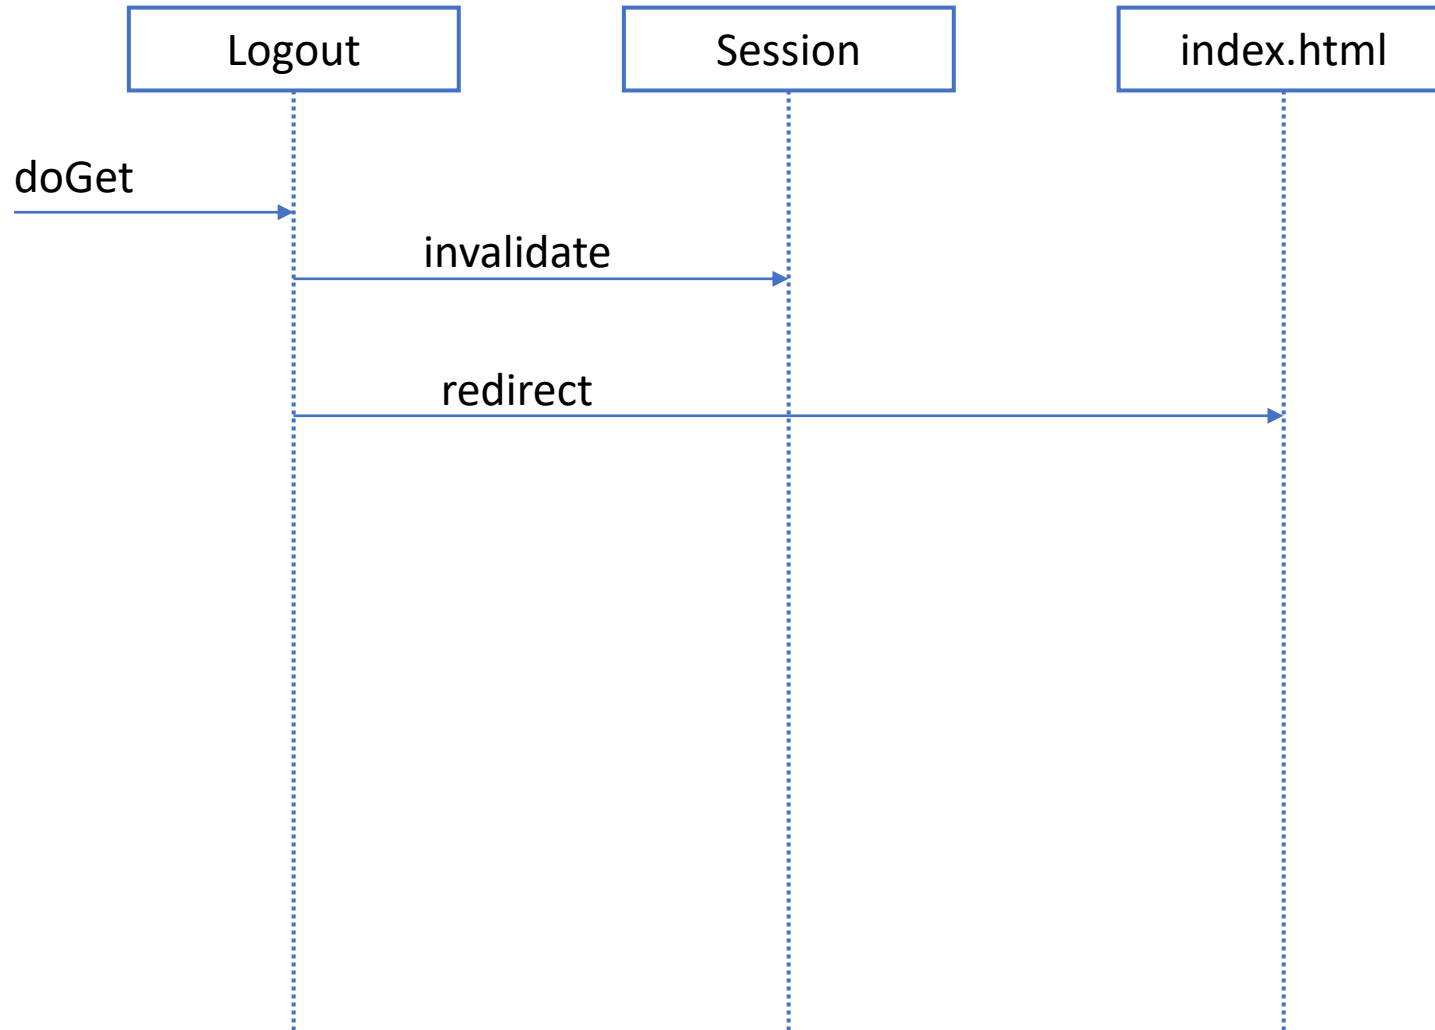 Logout
Session
index.html
doGet
invalidate
redirect